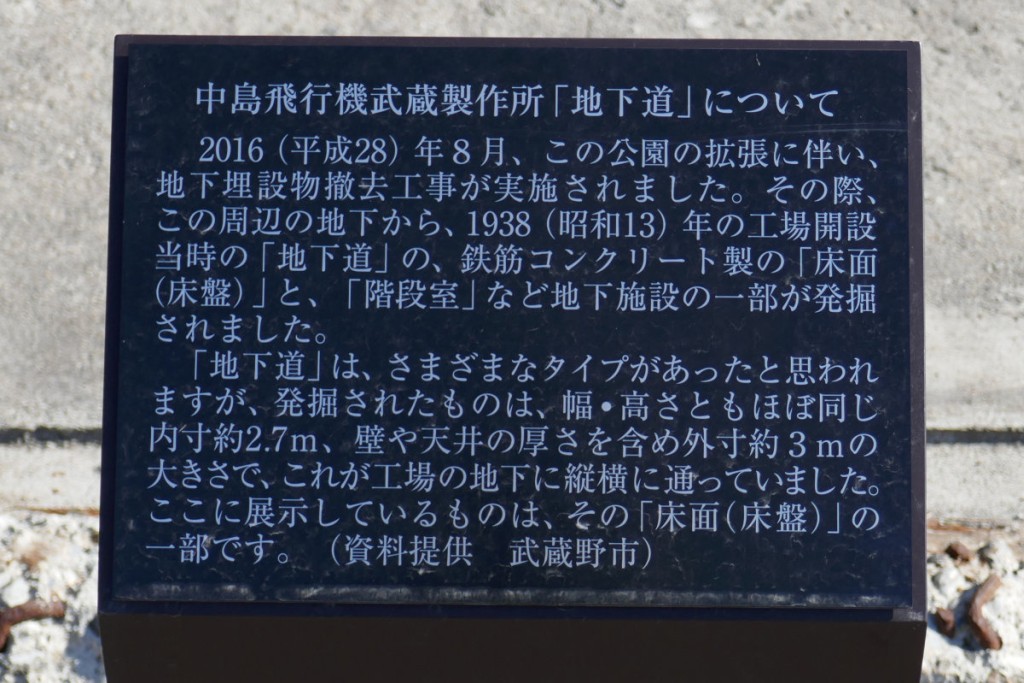 中島飛行機武蔵製作所「地下道」について
2016（平成28）年８月、この公園の拡張に伴い、
地下埋設物撤去工事が実施されました。その際、
この周辺の地下から、1938（昭和13）年の工場開設
当時の「地下道」の、鉄筋コンクリート製の「床面
（床盤）」と、「階段室」など地下施設の一部が発掘
されました。
「地下道」は、さまざまなタイプがあったと思われ
ますが、発掘されたものは、幅・高さともほぼ同じ
内寸約2.7m、壁や天井の厚さを含め外寸約３ｍの
大きさで、これが工場の地下に縦横に通っていました。
ここに展示しているものは、その「床面（床盤）」の
一部です。（資料提供　武蔵野市）